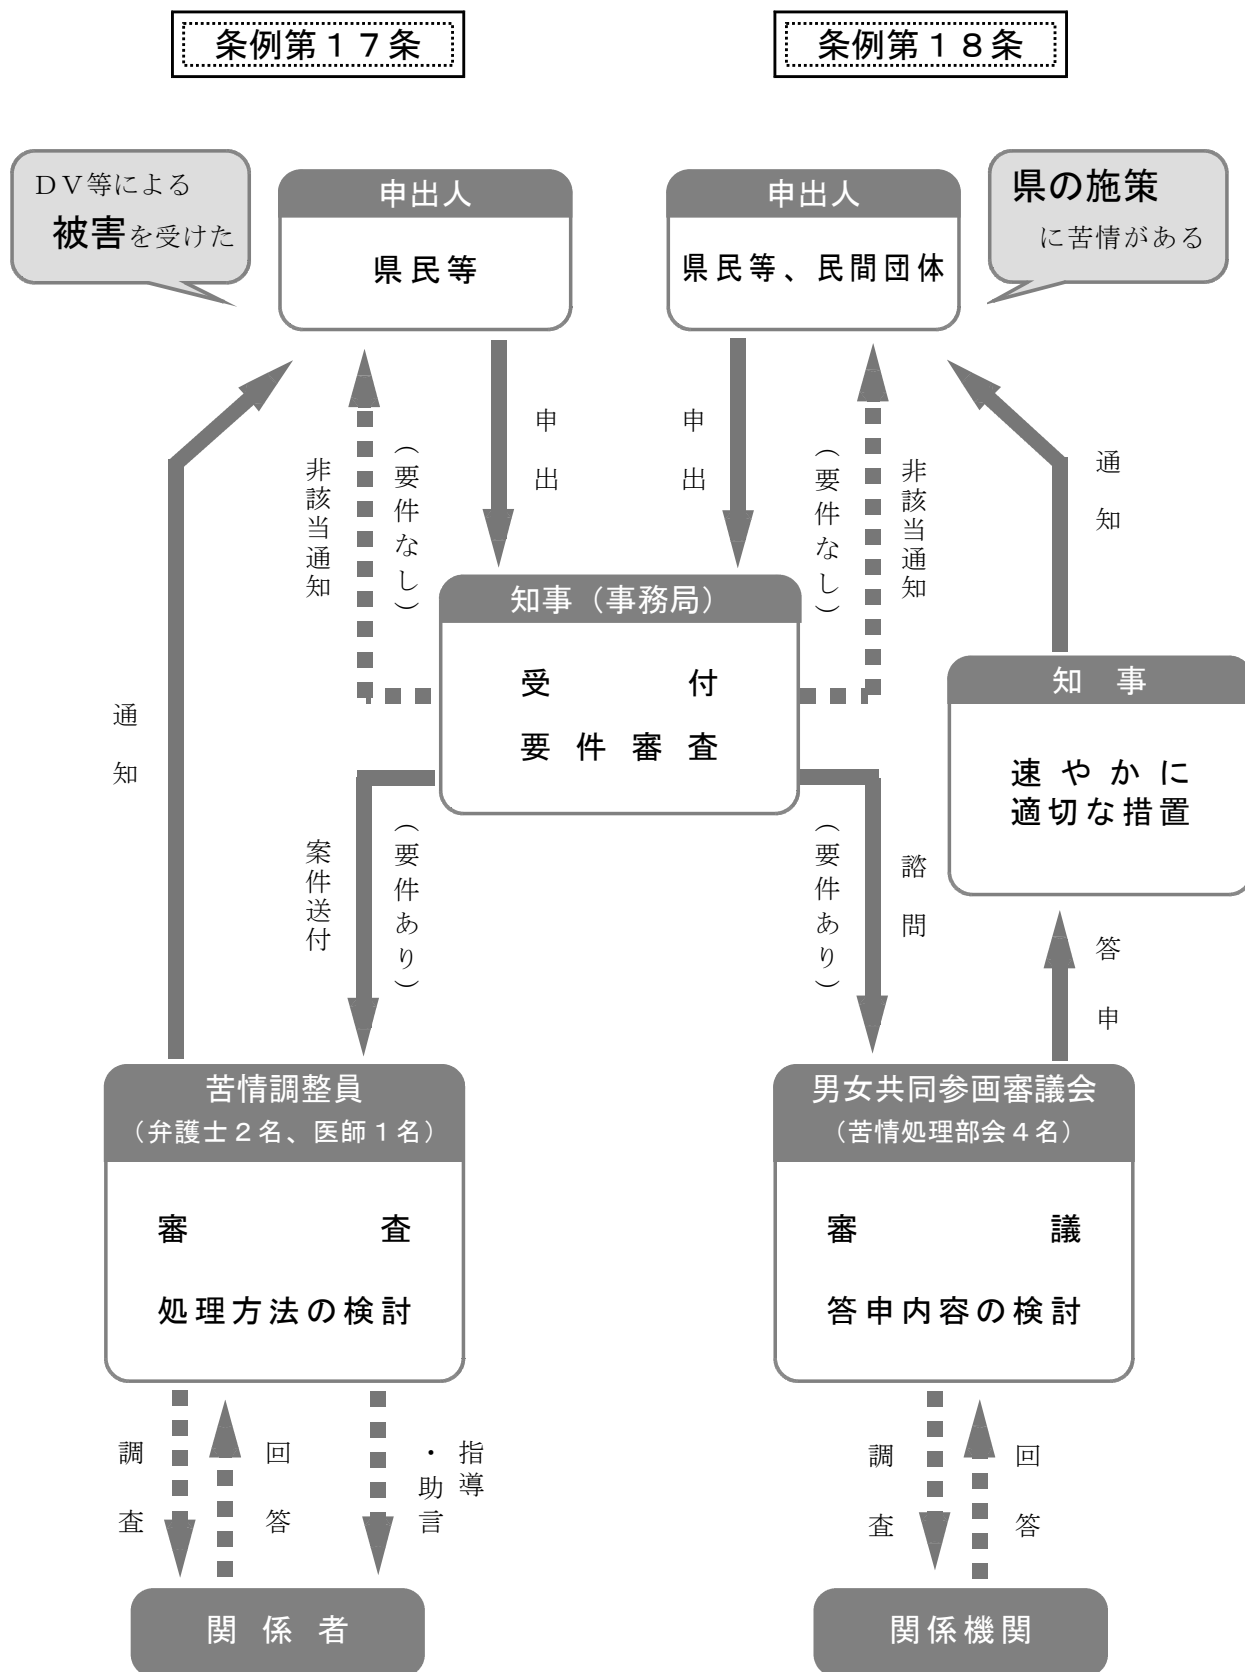 条例第１７条
条例第１８条
ＤＶ等による
被害を受けた
申出人
県民等
申出人
県民等、民間団体
県の施策
に苦情がある
非該当通知
（要件なし）
申出
申出
（要件なし）
非該当通知
通知
知事（事務局）
受付
要件審査
通知
知事
速やかに
適切な措置
案件送付
（要件あり）
（要件あり）
諮問
答申
苦情調整員
（弁護士２名、医師１名）
審査
処理方法の検討
男女共同参画審議会
（苦情処理部会４名）
審議
答申内容の検討
調査
回答
指導
・助言
調査
回答
関係者
関係機関